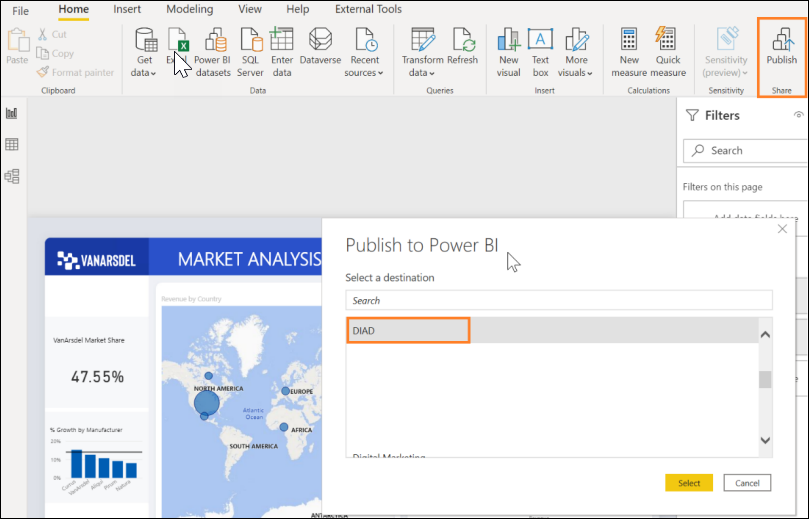 File Home Insert Modeling View Help External Tools
Paste
Cut
Copy
Format painter
Clipboard
Get data
Excel
Power BI datasets
SQL Server
Enter data
Dataverse
Recent sources
Data
Transform data
Refresh
Queries
New visual
Text box
More visuals
Insert
New measure
Quick measure
Calculations
Sensitivity (preview)
Sensitivity
Publish
Share
Filters
Search
Filters on this page
Add data fields here
VANARSDEL
MARKET ANALYSIS
VanArsdel Market Share
47.55%
% Growth by Manufacturer
20%
10%
0%
VanArsdel
Aliqui
Pirum
Natura
Revenue by Country
NORTH AMERICA
EUROPE
Atlantic
Ocean
AFRICA
SOUTH AMERICA
Publish to Power BI
Select a destination
Search
DIAD
Digital Marketing
Select
Cancel